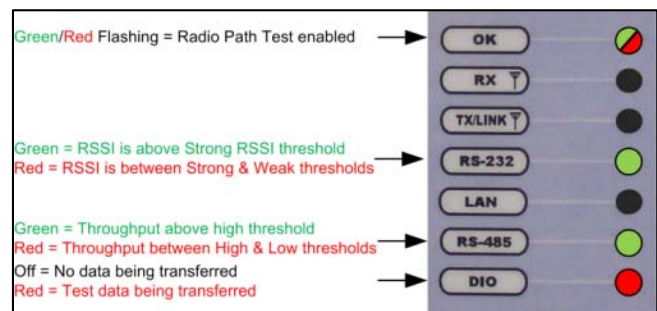 Green/Red Flashing = Radio Path Test enabled
OK
RX
TX/LINK
Green = RSSI is above Strong RSSI threshold
Red = RSSI is between Strong & Weak thresholds
RS-232
LAN
Green = Throughput above high threshold
Red = Throughput between High & Low thresholds
RS-485
Off = No data being transferred
Red = Test data being transferred
DIO